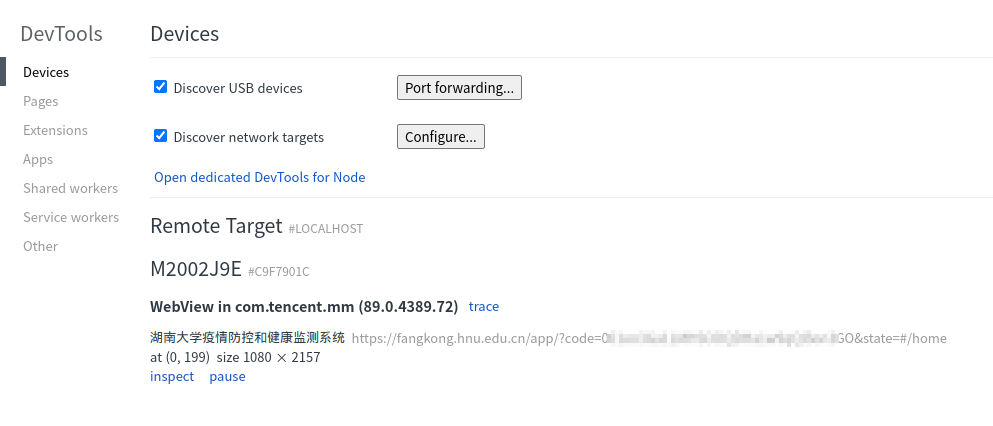 DevTools
Devices
Pages
Extensions
Apps
Shared workers
Service workers
Other
Devices
Discover USB devices Port forwarding...
Discover network targets Configure...
Open dedicated DevTools for Node
Remote Target #LOCALHOST
M2002J9E #C9F7901C
WebView in com.tencent.mm (89.0.4389.72) trace
湖南大学疫情防控和健康监测系统 https://fangkong.hnu.edu.cn/app/?code=0 GO&state=#/home
at (0, 199) size 1080 × 2157
inspect pause